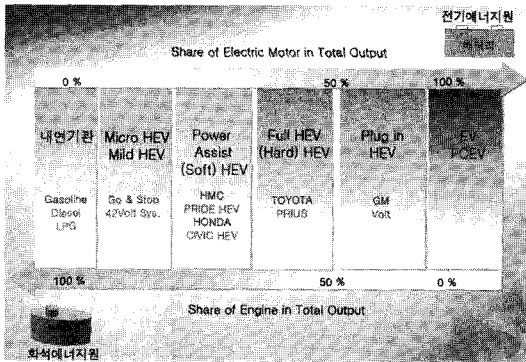 전기에너지원
배터리
Share of Electric Motor in Total Output
0 %
50 %
100 %
내연기관
Gasoline
Diesel
LPG
Micro HEV
Mild HEV
Go & Stop
42Volt Sys.
Power
Assist
(Soft) HEV
HMC
PRIDE HEV
HONDA
CIVIC HEV
Full HEV
(Hard) HEV
TOYOTA
PRIUS
Plug in
HEV
GM
Volt
EV
FCEV
100 %
50 %
0 %
Share of Engine in Total Output
화석에너지원